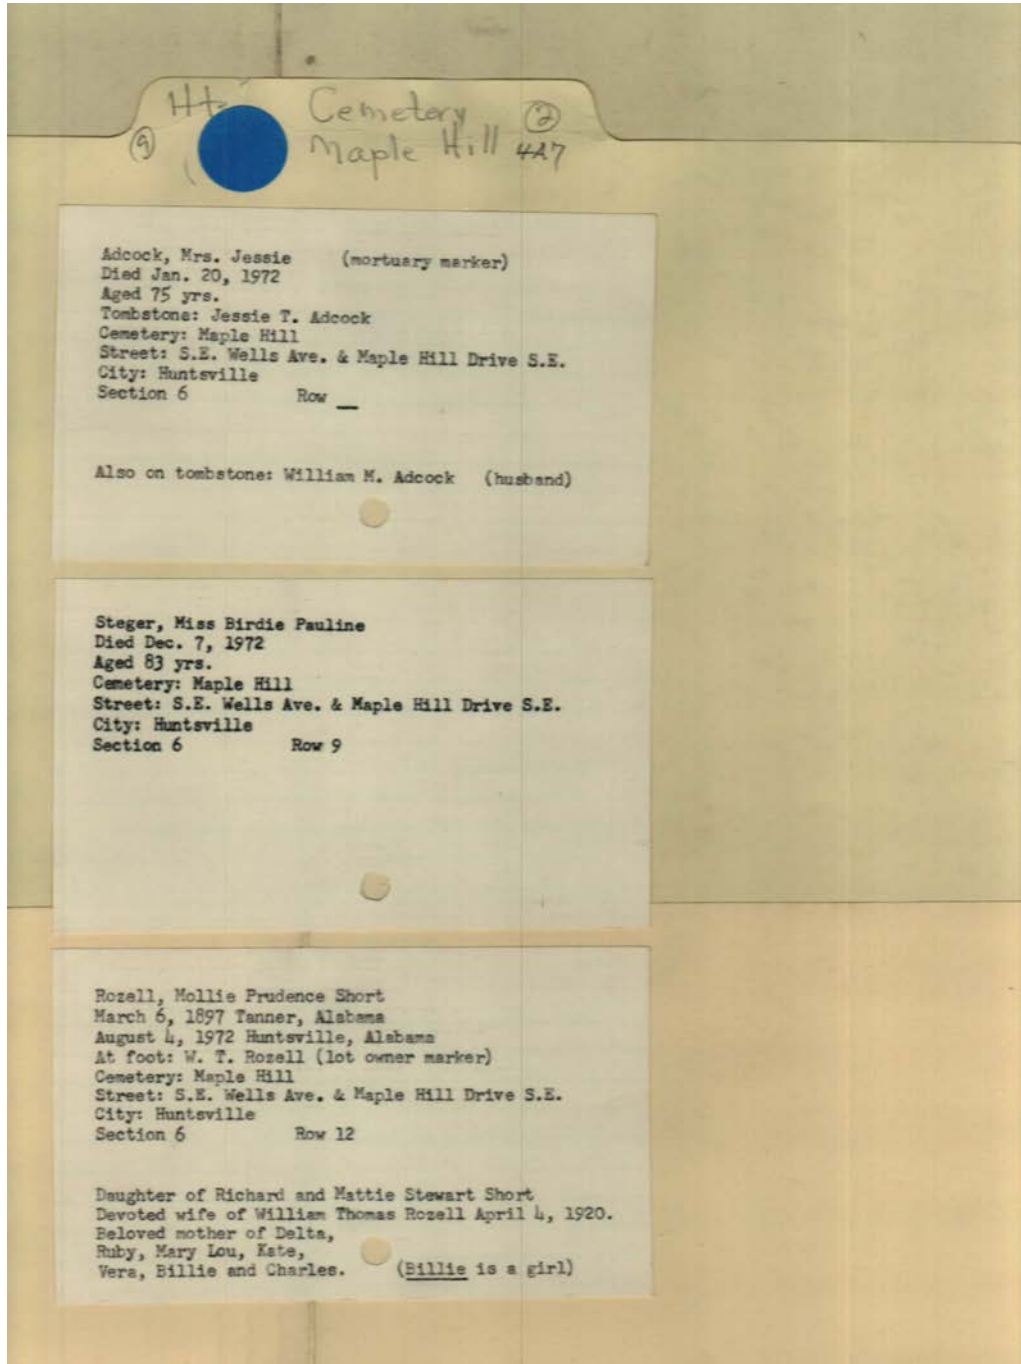 Hts Cemetery ②
⑨ Maple Hill 4A7
Adcock, Mrs. Jessie (mortuary marker)
Died Jan. 20, 1972
Aged 75 yrs.
Tombstone: Jessie T. Adcock
Cemetery: Maple Hill
Street: S.E. Wells Ave. & Maple Hill Drive S.E.
City: Huntsville
Section 6 Row __
Also on tombstone: William M. Adcock (husband)
Steger, Miss Birdie Pauline
Died Dec. 7, 1972
Aged 83 yrs.
Cemetery: Maple Hill
Street: S.E. Wells Ave. & Maple Hill Drive S.E.
City: Huntsville
Section 6 Row 9
Rozell, Mollie Prudence Short
March 6, 1897 Tanner, Alabama
August 4, 1972 Huntsville, Alabama
At foot: W. T. Rozell (lot owner marker)
Cemetery: Maple Hill
Street: S.E. Wells Ave. & Maple Hill Drive S.E.
City: Huntsville
Section 6 Row 12
Daughter of Richard and Mattie Stewart Short
Devoted wife of William Thomas Rozell April 4, 1920.
Beloved mother of Delta,
Ruby, Mary Lou, Kate,
Vera, Billie and Charles. (Billie is a girl)